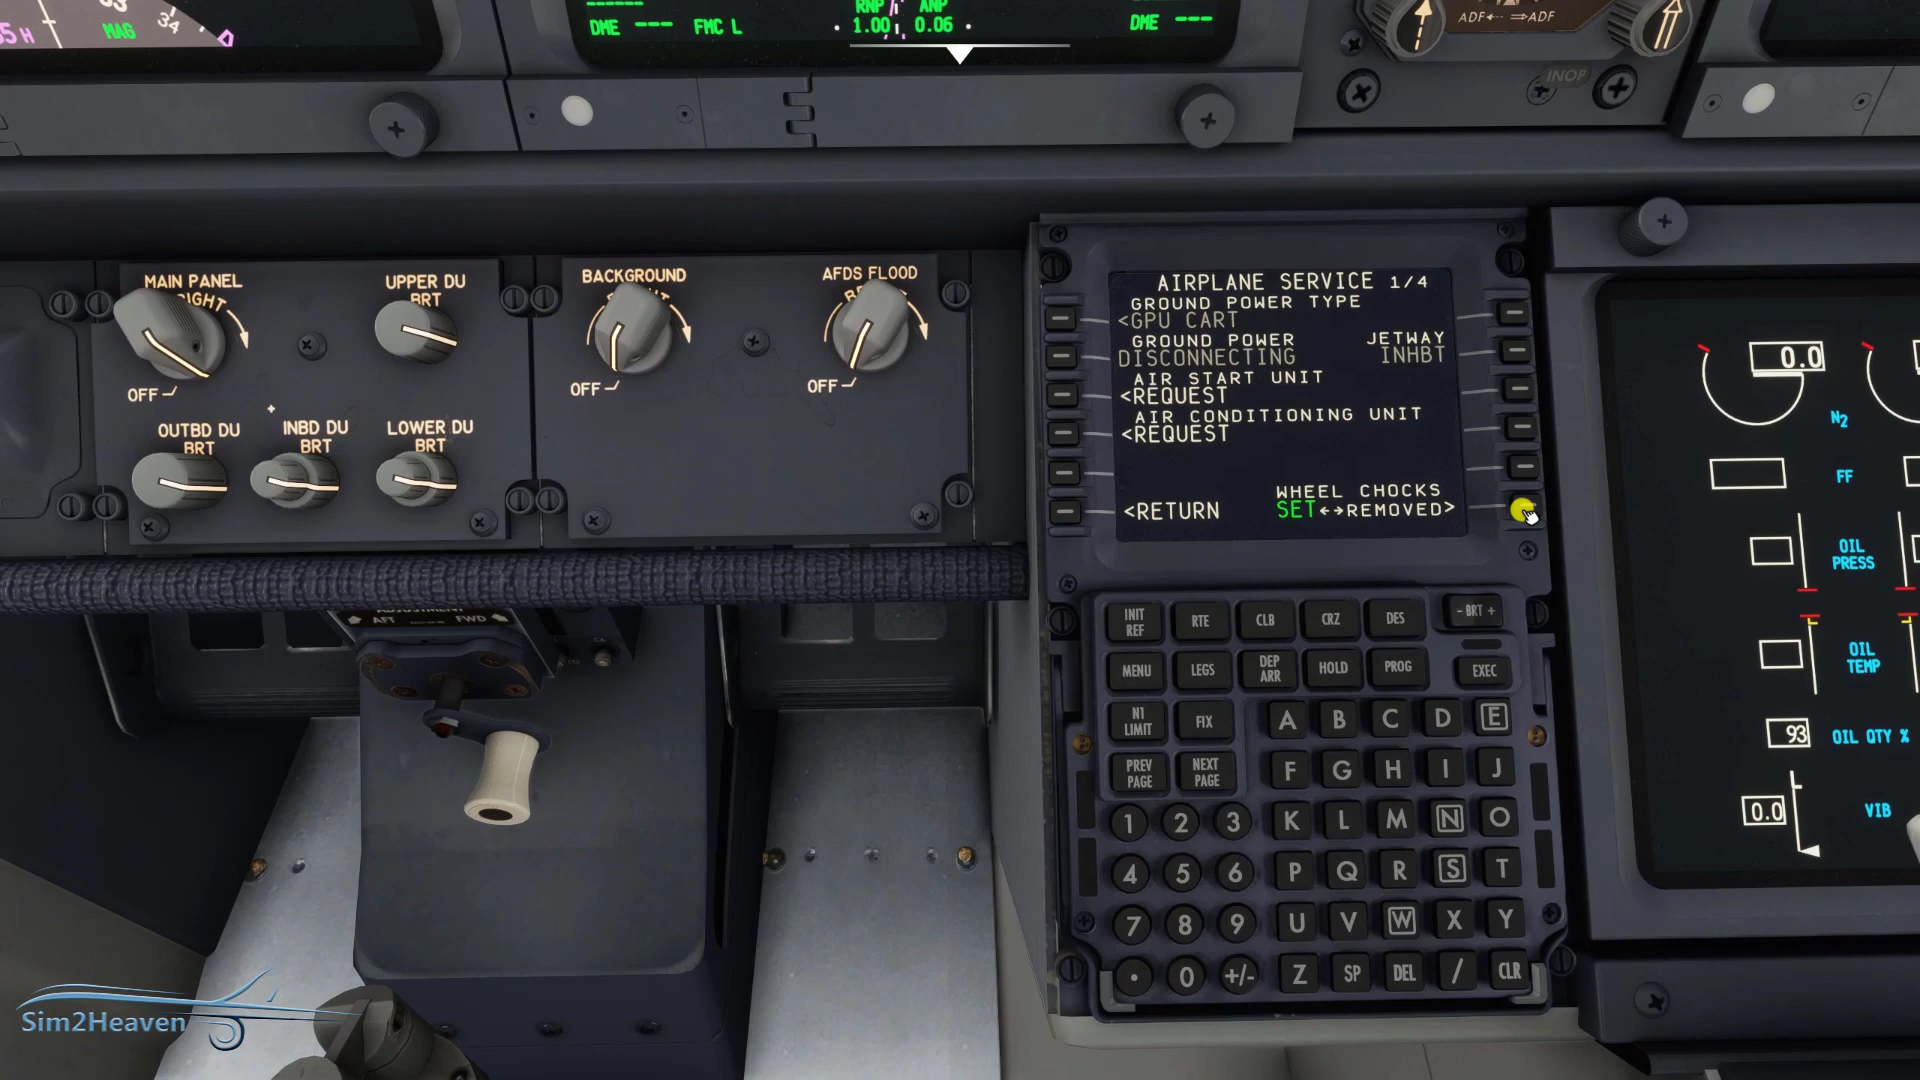 5 H
MAG
34
DME --- FMC L
RNP ANP
1.00 0.06
DME ---
ADF ADF
INOP
MAIN PANEL
UPPER DU
BRT
OFF
OUTBD DU
BRT
INBD DU
BRT
LOWER DU
BRT
BACKGROUND
OFF
AFDS FLOOD
OFF
AFT FWD
AIRPLANE SERVICE 1/4
GROUND POWER TYPE
<GPU CART
GROUND POWER JETWAY
DISCONNECTING INHBT
AIR START UNIT
<REQUEST
AIR CONDITIONING UNIT
<REQUEST
WHEEL CHOCKS
<RETURN SET←→REMOVED>
INIT REF RTE CLB CRZ DES - BRT +
MENU LEGS DEP ARR HOLD PROG EXEC
N1 LIMIT FIX A B C D E
PREV PAGE NEXT PAGE F G H I J
1 2 3 K L M N O
4 5 6 P Q R S T
7 8 9 U V W X Y
. 0 +/- Z SP DEL / CLR
0.0
N2
FF
OIL
PRESS
OIL
TEMP
93 OIL QTY %
0.0 VIB
Sim2Heaven